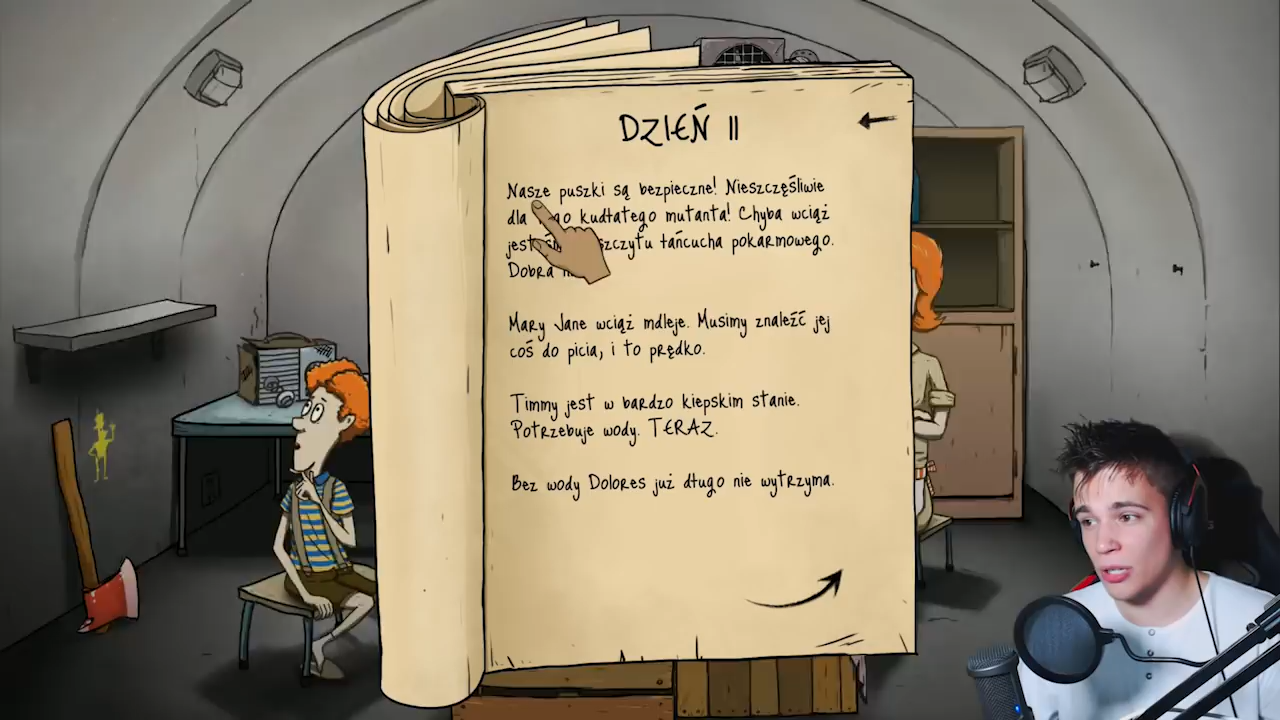 DZIEŃ 11
Nasze puszki są bezpieczne! Nieszczęśliwie
dla kudłatego mutanta! Chyba wciąż
łańcucha pokarmowego.
Dobra
Mary Jane wciąż mdleje. Musimy znaleźć jej
coś do picia, i to prędko.
Timmy jest w bardzo kiepskim stanie.
Potrzebuje wody. TERAZ.
Bez wody Dolores już długo nie wytrzyma.